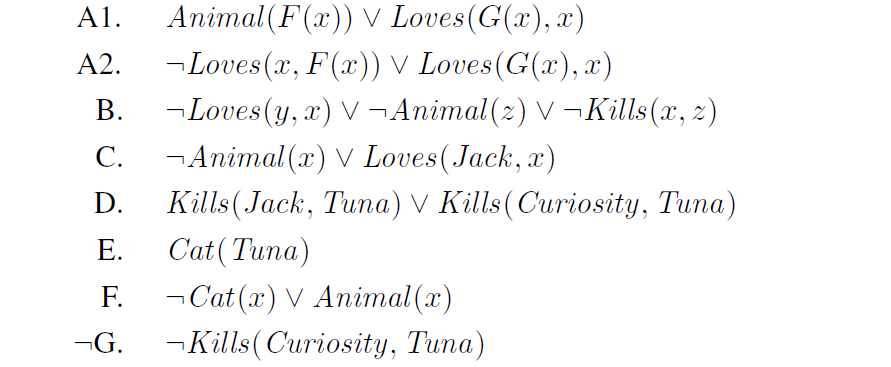 A1. Animal(F(x)) ∨ Loves(G(x), x)
A2. ¬Loves(x, F(x)) ∨ Loves(G(x), x)
B. ¬Loves(y, x) ∨ ¬Animal(z) ∨ ¬Kills(x, z)
C. ¬Animal(x) ∨ Loves(Jack, x)
D. Kills(Jack, Tuna) ∨ Kills(Curiosity, Tuna)
E. Cat(Tuna)
F. ¬Cat(x) ∨ Animal(x)
¬G. ¬Kills(Curiosity, Tuna)